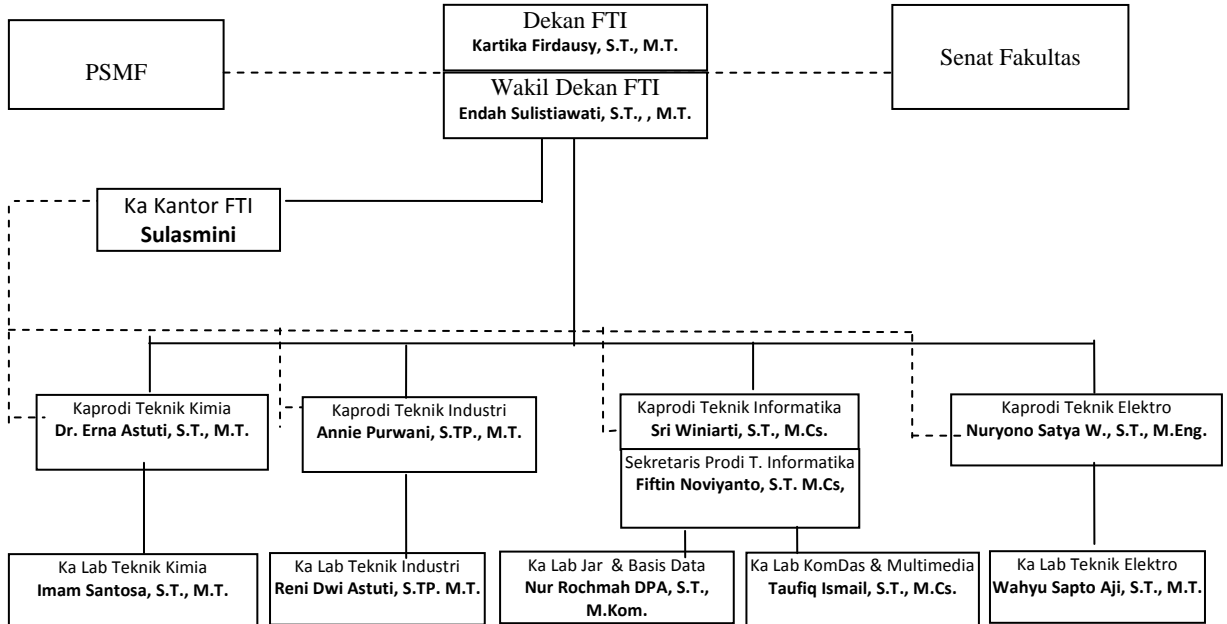 Dekan FTI
Kartika Firdausy, S.T., M.T.
PSMF
Senat Fakultas
Wakil Dekan FTI
Endah Sulistiawati, S.T., , M.T.
Ka Kantor FTI
Sulasmini
Kaprodi Teknik Kimia
Dr. Erna Astuti, S.T., M.T.
Kaprodi Teknik Industri
Annie Purwani, S.TP., M.T.
Kaprodi Teknik Informatika
Sri Winiarti, S.T., M.Cs.
Kaprodi Teknik Elektro
Nuryono Satya W., S.T., M.Eng.
Sekretaris Prodi T. Informatika
Fiftin Noviyanto, S.T. M.Cs,
Ka Lab Teknik Kimia
Imam Santosa, S.T., M.T.
Ka Lab Teknik Industri
Reni Dwi Astuti, S.TP. M.T.
Ka Lab Jar & Basis Data
Nur Rochmah DPA, S.T.,
M.Kom.
Ka Lab KomDas & Multimedia
Taufiq Ismail, S.T., M.Cs.
Ka Lab Teknik Elektro
Wahyu Sapto Aji, S.T., M.T.